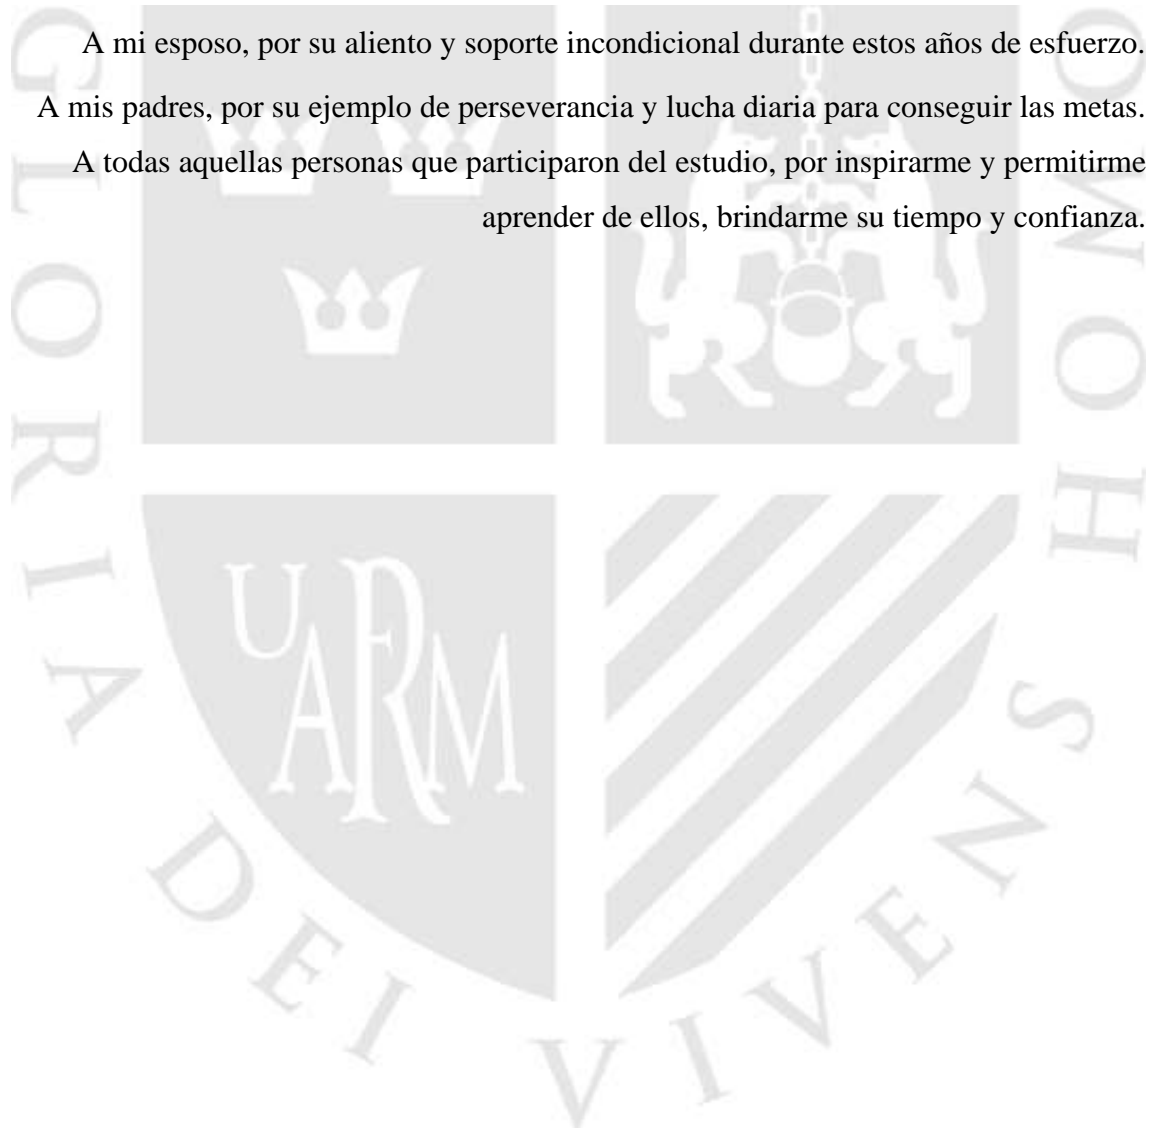 A mi esposo, por su aliento y soporte incondicional durante estos años de esfuerzo.
A mis padres, por su ejemplo de perseverancia y lucha diaria para conseguir las metas.
A todas aquellas personas que participaron del estudio, por inspirarme y permitirme
aprender de ellos, brindarme su tiempo y confianza.
GLORIA DEI VIVENS HOMO
UARM